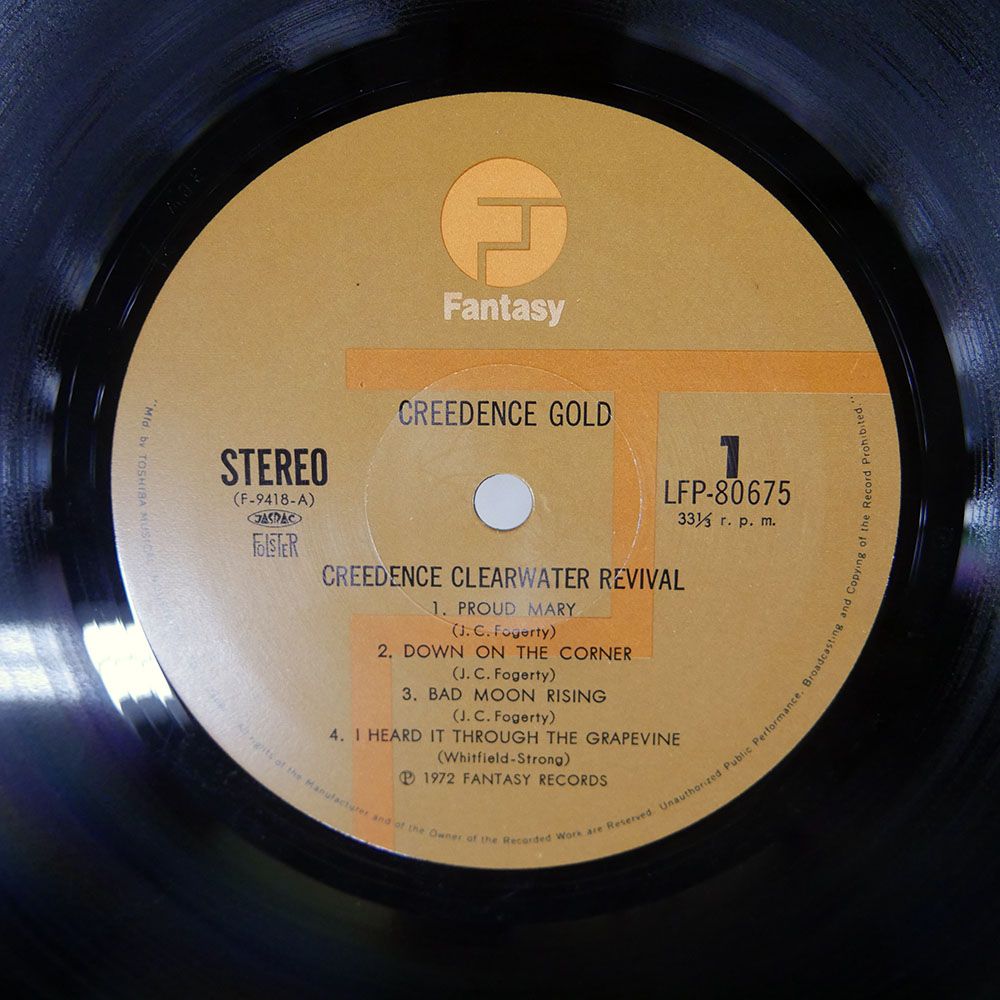 Fantasy
CREEDENCE GOLD
STEREO
(F-9418-A)
JASRAC
FOLSTER
1
LFP-80675
33⅓ r. p. m.
CREEDENCE CLEARWATER REVIVAL
1. PROUD MARY
(J. C. Fogerty)
2. DOWN ON THE CORNER
(J. C. Fogerty)
3. BAD MOON RISING
(J. C. Fogerty)
4. I HEARD IT THROUGH THE GRAPEVINE
(Whitfield-Strong)
Ⓟ 1972 FANTASY RECORDS
"Mfd. by TOSHIBA MUSICAL All rights of the Manufacturer and of the Owner of the Recorded Work are Reserved. Unauthorized Public Performance, Broadcasting and Copying of the Record Prohibited."